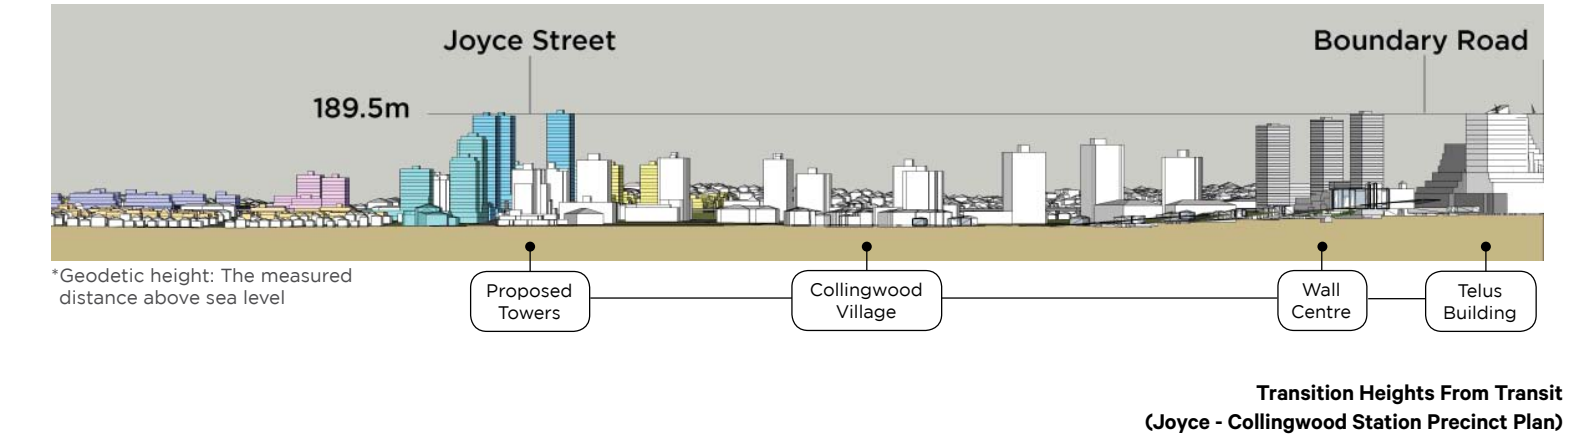 Joyce Street
Boundary Road
189.5m
*Geodetic height: The measured
distance above sea level
Proposed
Towers
Collingwood
Village
Wall
Centre
Telus
Building
Transition Heights From Transit
(Joyce - Collingwood Station Precinct Plan)